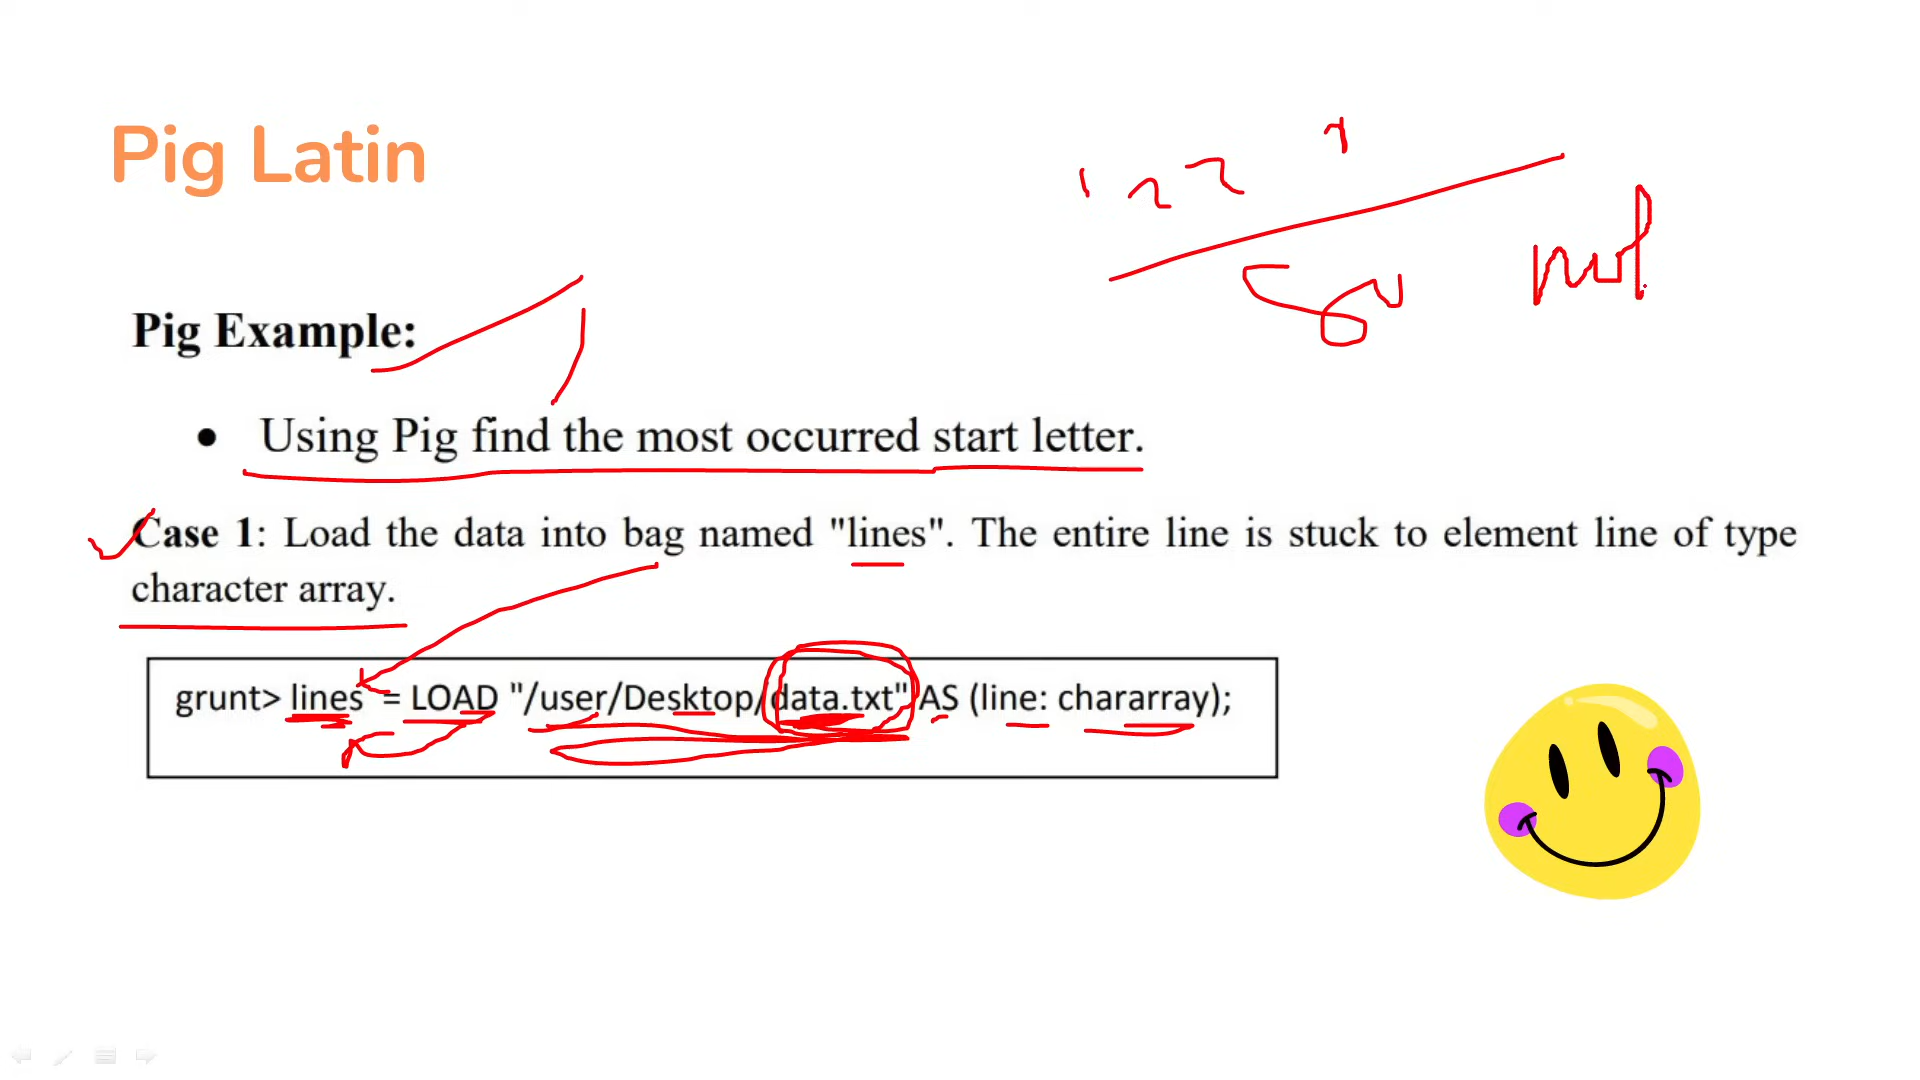 Pig Latin
Pig Example:
• Using Pig find the most occurred start letter.
Case 1: Load the data into bag named "lines". The entire line is stuck to element line of type
character array.
grunt> lines = LOAD "/user/Desktop/data.txt" AS (line: chararray);